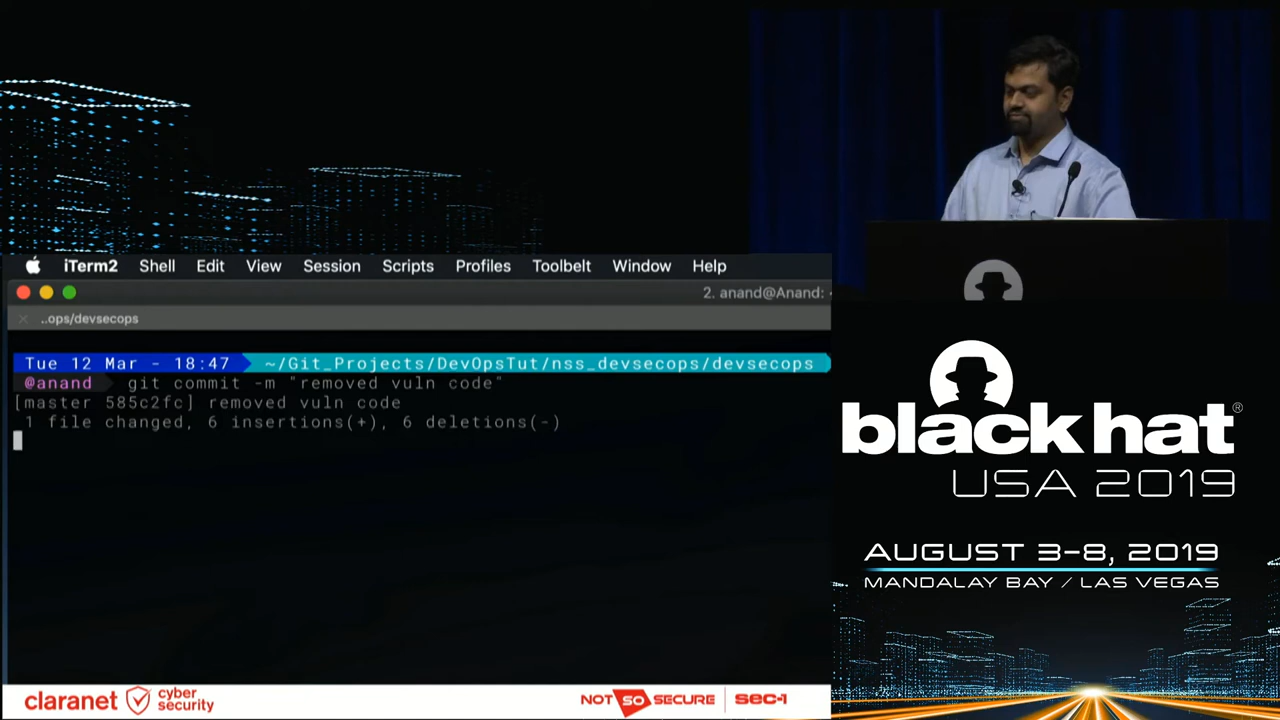 iTerm2 Shell Edit View Session Scripts Profiles Toolbelt Window Help
2. anand@Anand:
× ..ops/devsecops
Tue 12 Mar - 18:47 ~/Git_Projects/DevOpsTut/nss_devsecops/devsecops
@anand git commit -m "removed vuln code"
[master 585c2fc] removed vuln code
1 file changed, 6 insertions(+), 6 deletions(-)
claranet cyber security
NOT SO SECURE SEC-1
black hat®
USA 2019
AUGUST 3-8, 2019
MANDALAY BAY / LAS VEGAS